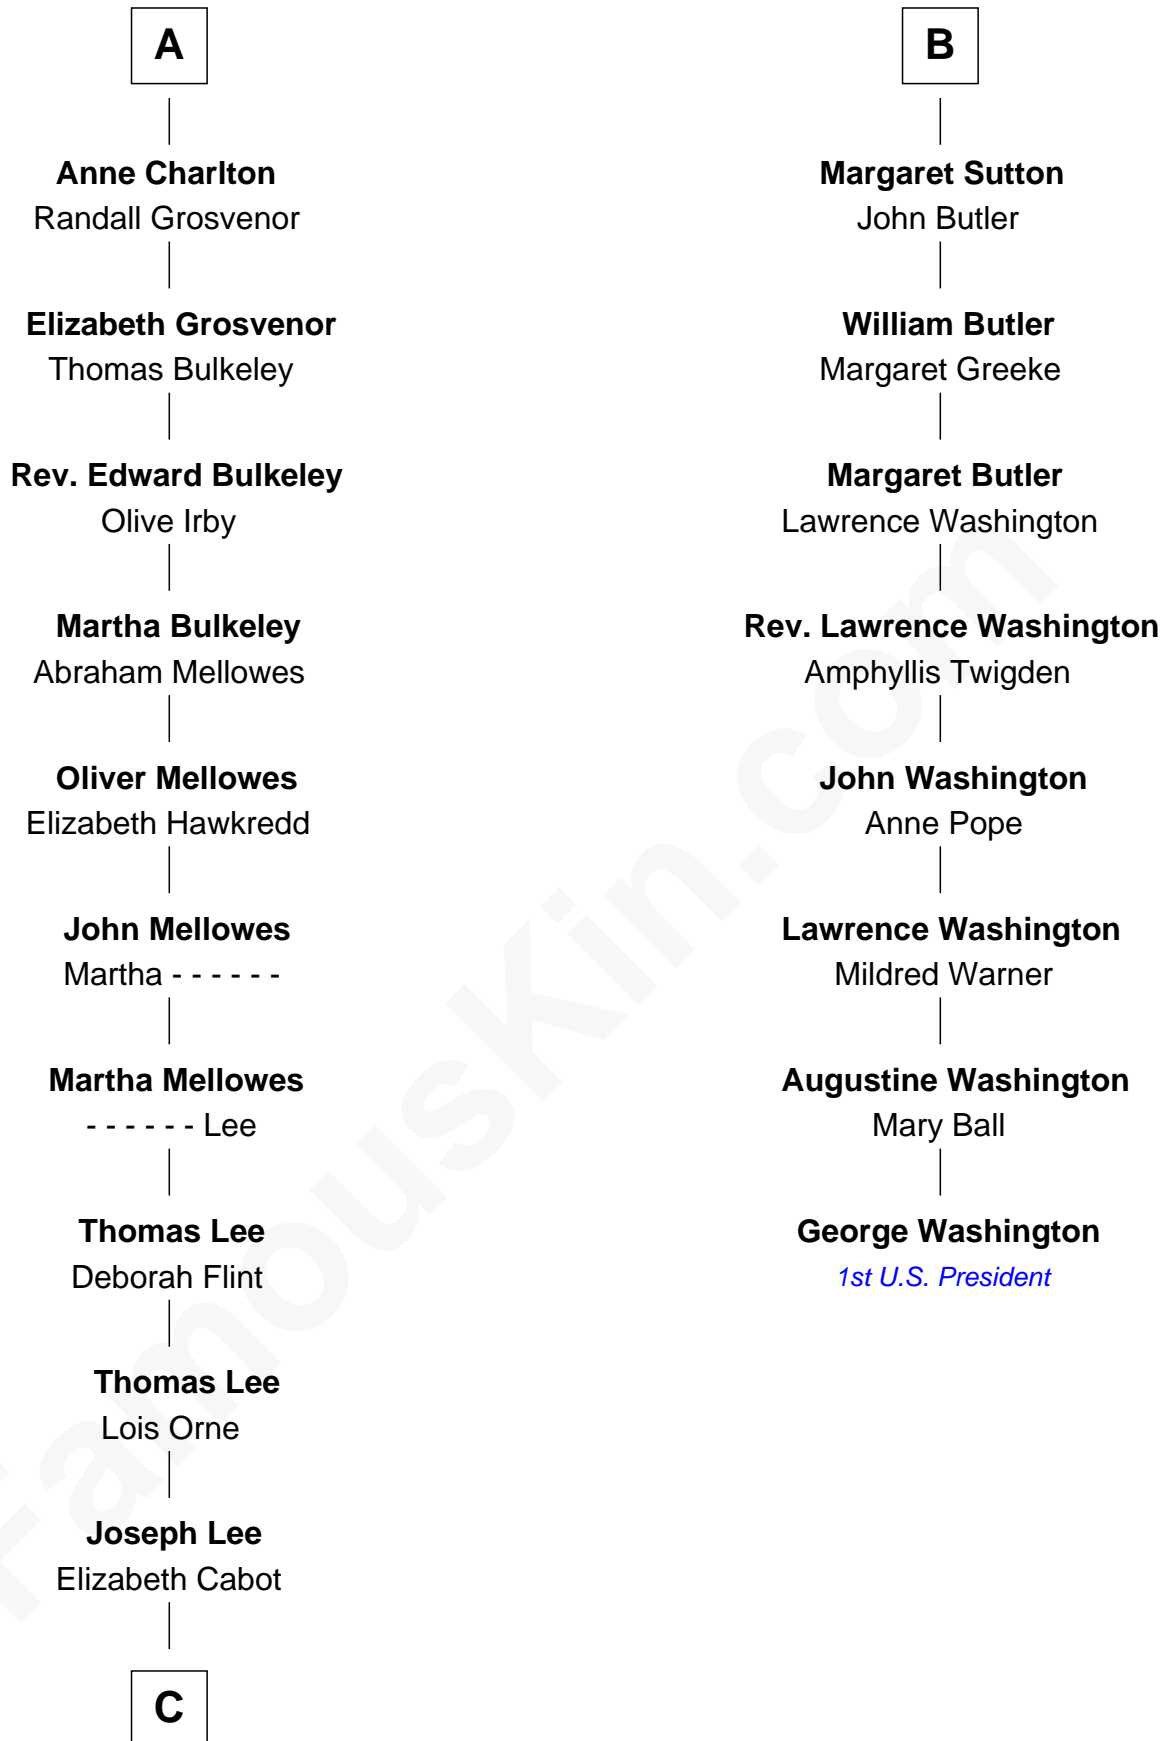 A
Anne Charlton
Randall Grosvenor
Elizabeth Grosvenor
Thomas Bulkeley
Rev. Edward Bulkeley
Olive Irby
Martha Bulkeley
Abraham Mellowes
Oliver Mellowes
Elizabeth Hawkredd
John Mellowes
Martha - - - - - -
Martha Mellowes
- - - - - - Lee
Thomas Lee
Deborah Flint
Thomas Lee
Lois Orne
Joseph Lee
Elizabeth Cabot
C
B
Margaret Sutton
John Butler
William Butler
Margaret Greeke
Margaret Butler
Lawrence Washington
Rev. Lawrence Washington
Amphyllis Twigden
John Washington
Anne Pope
Lawrence Washington
Mildred Warner
Augustine Washington
Mary Ball
George Washington
1st U.S. President
FamousKin.com